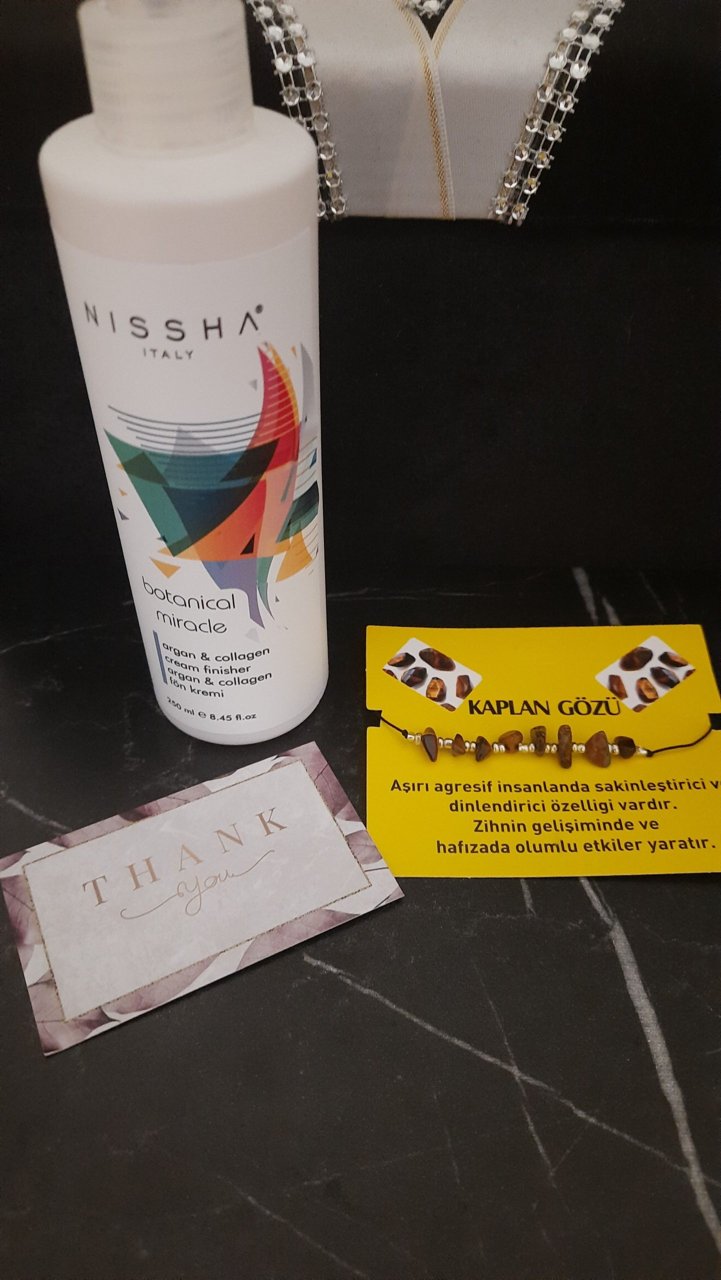 NISSHA®
ITALY
botanical
miracle
argan & collagen
cream finisher
argan & collagen
fön kremi
250 ml e 8.45 fl.oz
KAPLAN GÖZÜ
Aşırı agresif insanlanda sakinleştirici v
dinlendirici özelligi vardır.
Zihnin gelişiminde ve
hafızada olumlu etkiler yaratır.
THANK
you